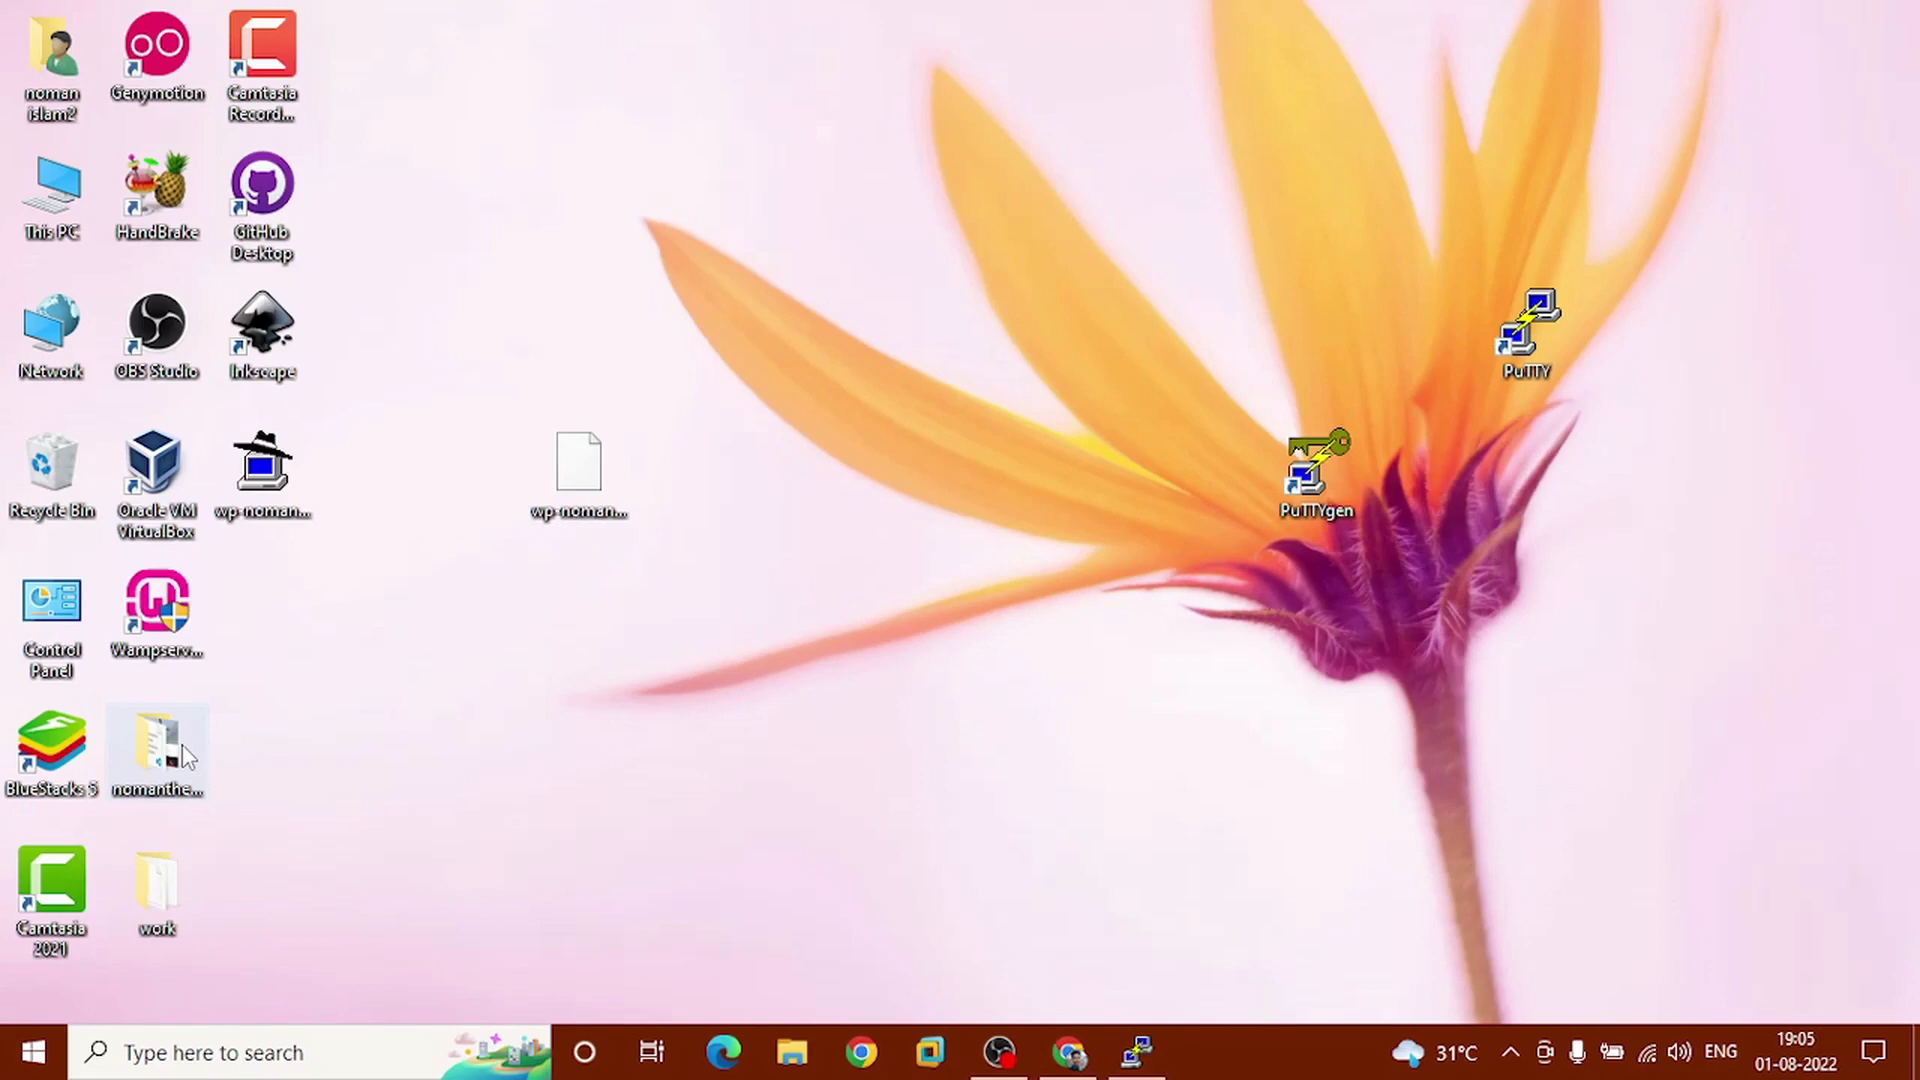 noman
islam2
Genymotion
Camtasia
Record...
This PC
HandBrake
GitHub
Desktop
Network
OBS Studio
Inkscape
PuTTY
Recycle Bin
Oracle VM
VirtualBox
wp-noman...
wp-noman...
PuTTYgen
Control
Panel
Wampserv...
BlueStacks 5
nomanthe...
Camtasia
2021
work
Type here to search
31°C
ENG
19:05
01-08-2022